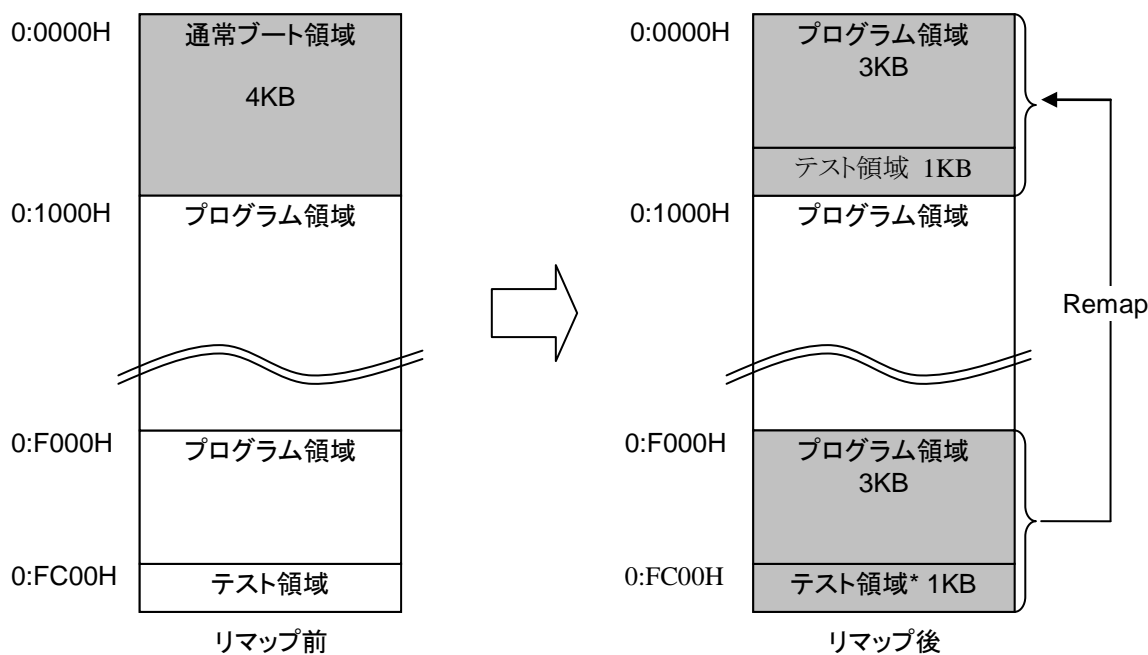 0:0000H
通常ブート領域
4KB
0:1000H
プログラム領域
0:F000H
プログラム領域
0:FC00H
テスト領域
リマップ前
0:0000H
プログラム領域
3KB
テスト領域 1KB
0:1000H
プログラム領域
Remap
0:F000H
プログラム領域
3KB
0:FC00H
テスト領域* 1KB
リマップ後